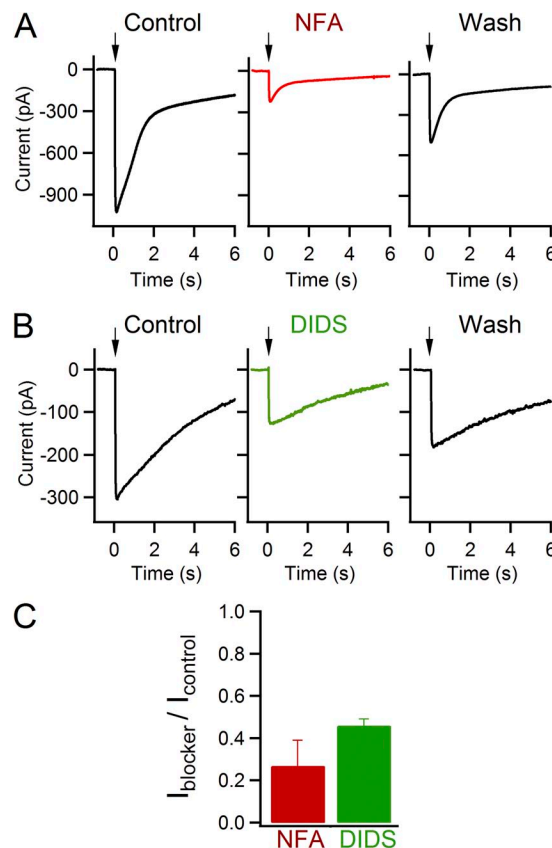 A
Control NFA Wash
Current (pA)
0
-300
-600
-900
0 2 4 6 0 2 4 6 0 2 4 6
Time (s) Time (s) Time (s)
B
Control DIDS Wash
Current (pA)
0
-100
-200
-300
0 2 4 6 0 2 4 6 0 2 4 6
Time (s) Time (s) Time (s)
C
I blocker / I control
1.0
0.8
0.6
0.4
0.2
0.0
NFA DIDS